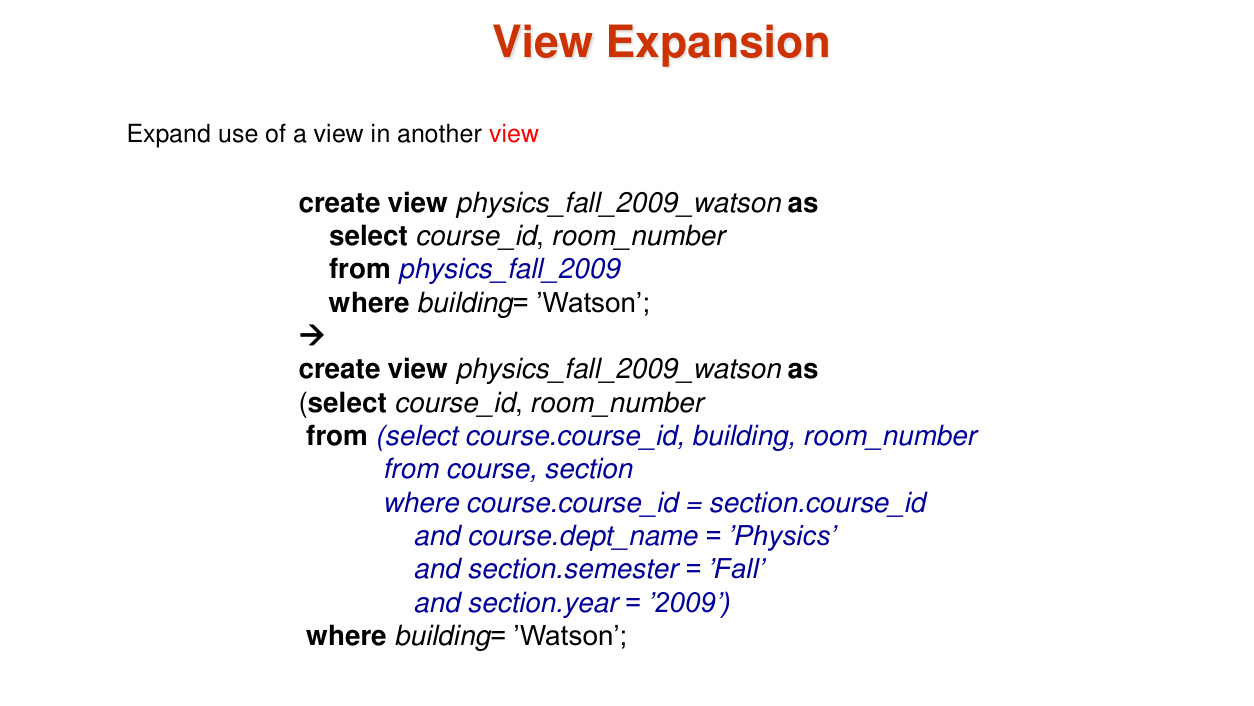 View Expansion
Expand use of a view in another view
create view physics_fall_2009_watson as
select course_id, room_number
from physics_fall_2009
where building= ’Watson’;
→
create view physics_fall_2009_watson as
(select course_id, room_number
from (select course.course_id, building, room_number
from course, section
where course.course_id = section.course_id
and course.dept_name = ’Physics’
and section.semester = ’Fall’
and section.year = ’2009’)
where building= ’Watson’;